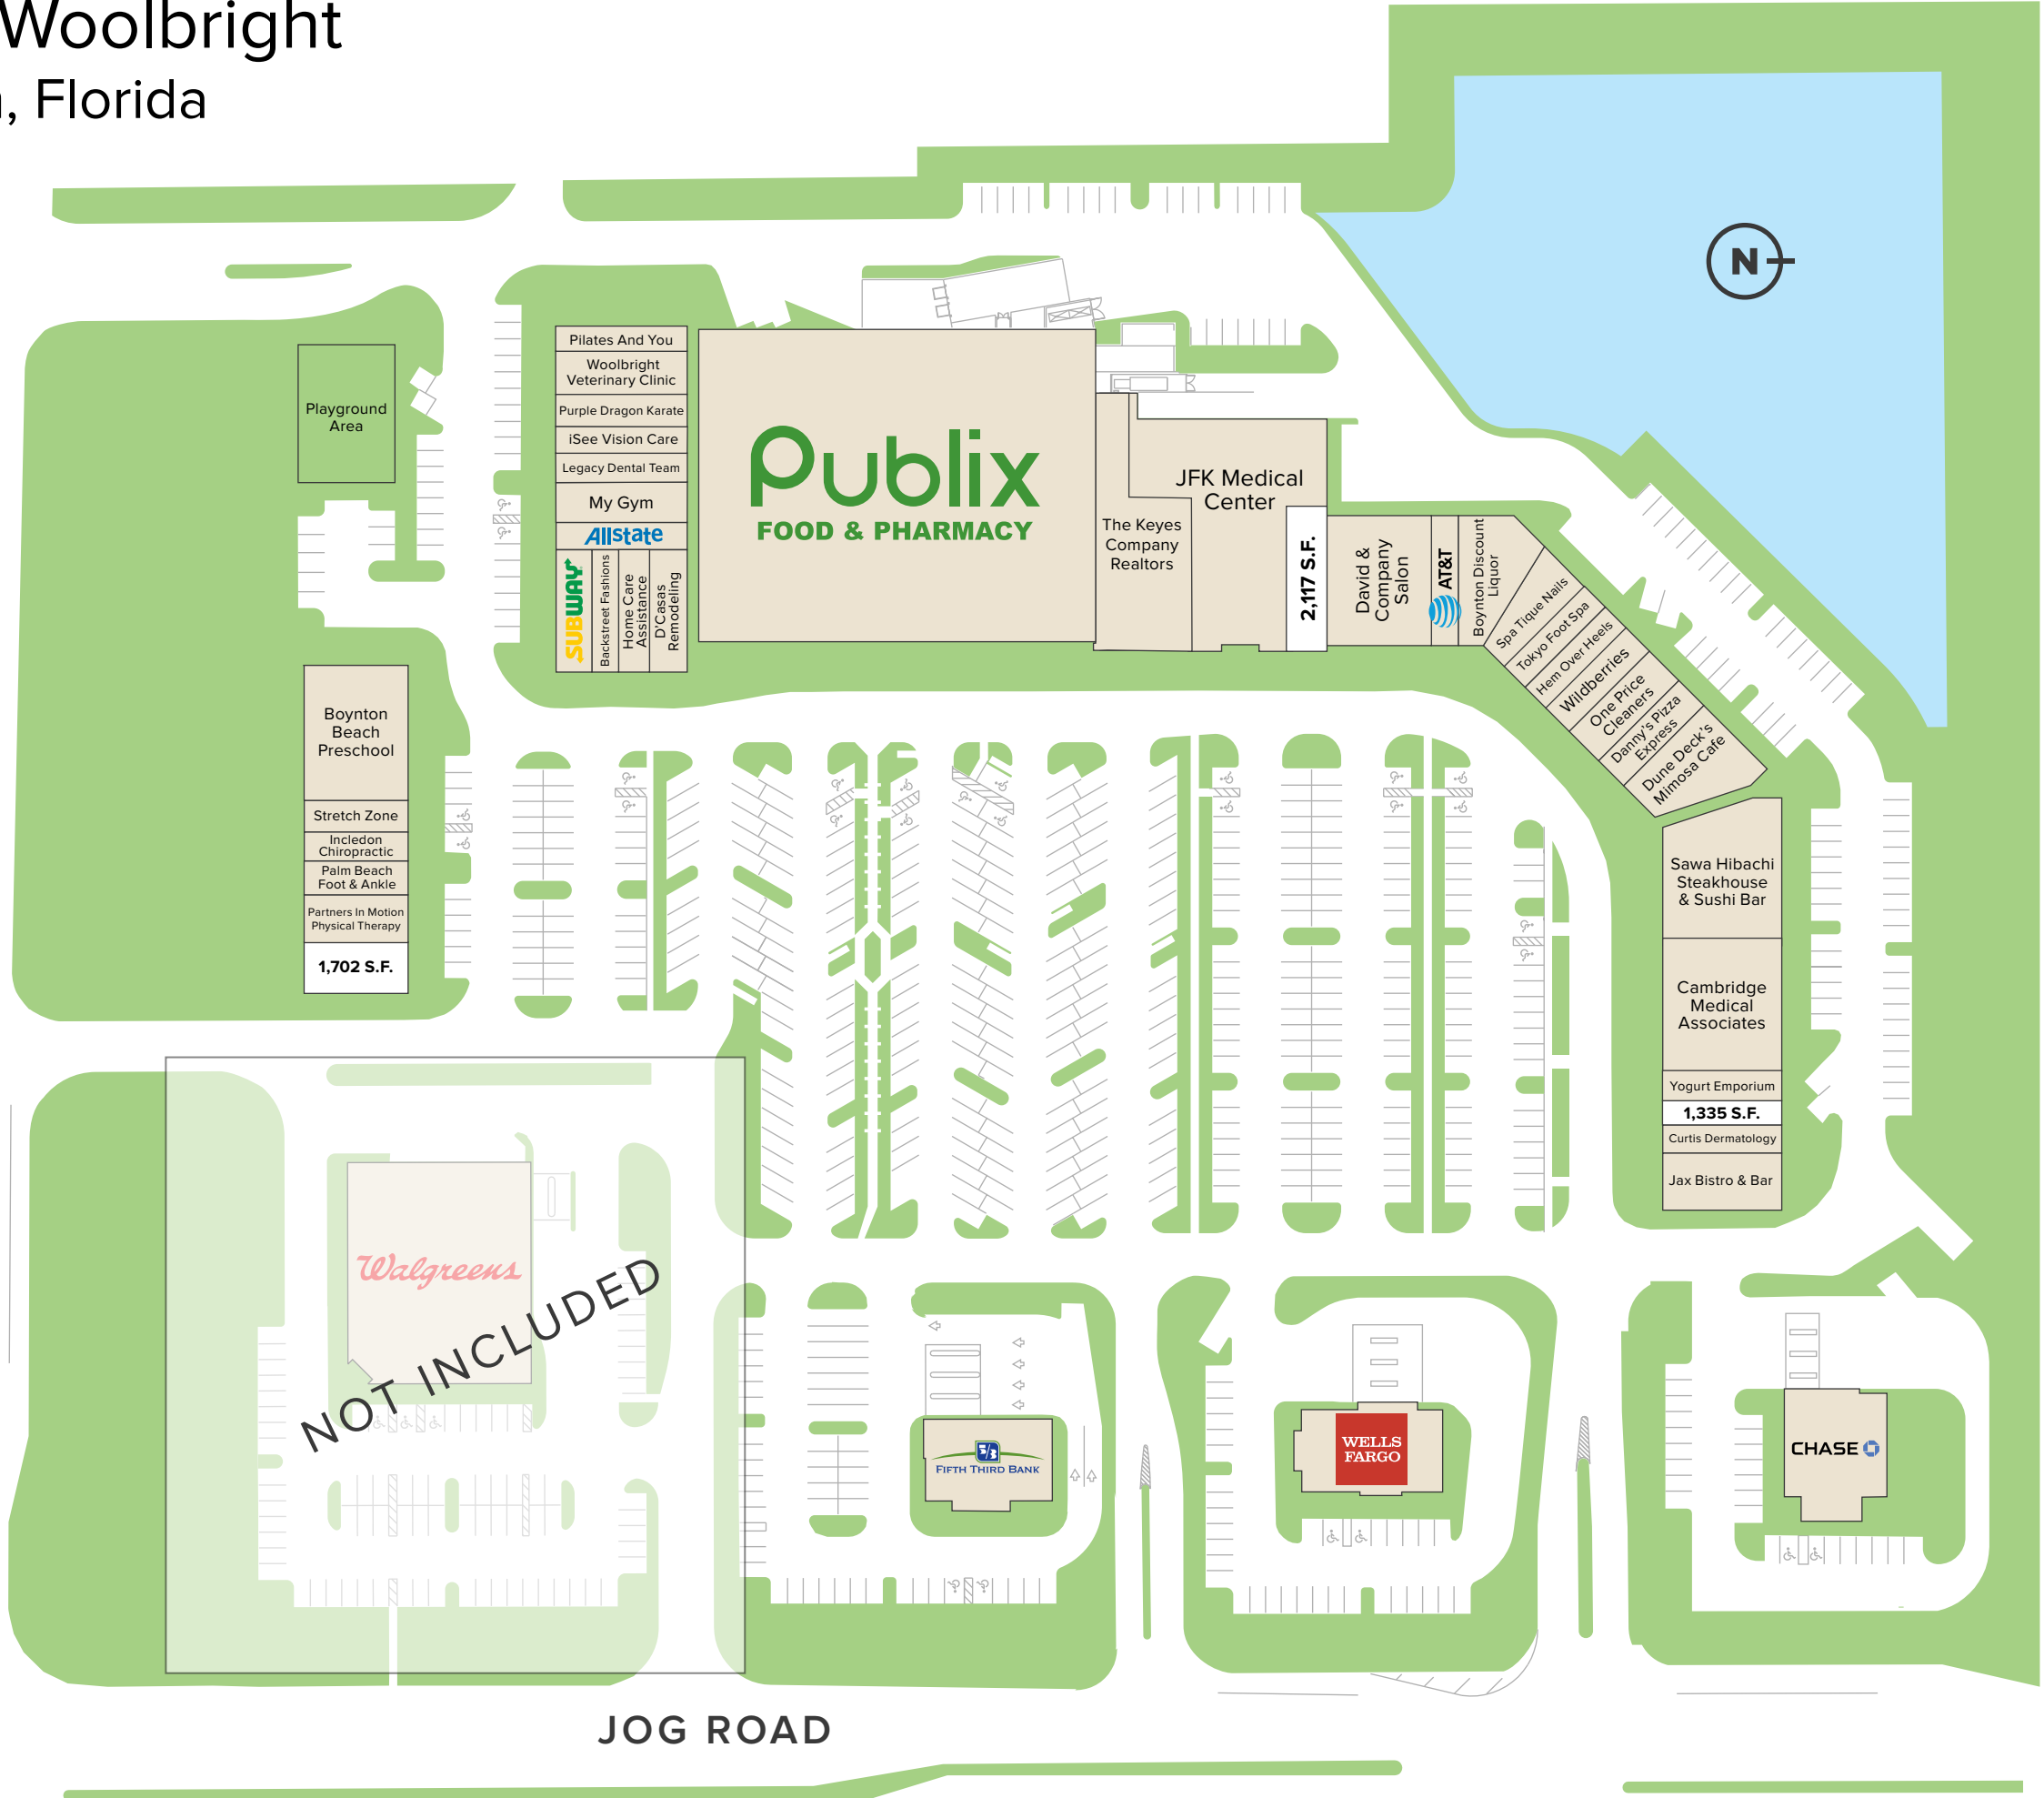 Woolbright
, Florida
N
Playground
Area
Pilates And You
Woolbright
Veterinary Clinic
Purple Dragon Karate
iSee Vision Care
Legacy Dental Team
My Gym
Allstate
SUBWAY
Backstreet Fashions
Home Care
Assistance
D'Casas
Remodeling
Publix
FOOD & PHARMACY
The Keyes
Company
Realtors
JFK Medical
Center
2,117 S.F.
David &
Company
Salon
AT&T
Boynton Discount
Liquor
Spa Tique Nails
Tokyo Foot Spa
Hem Over Heels
Wildberries
One Price
Cleaners
Danny's Pizza
Express
Dune Deck's
Mimosa Cafe
Boynton
Beach
Preschool
Stretch Zone
Incledon
Chiropractic
Palm Beach
Foot & Ankle
Partners In Motion
Physical Therapy
1,702 S.F.
Sawa Hibachi
Steakhouse
& Sushi Bar
Cambridge
Medical
Associates
Yogurt Emporium
1,335 S.F.
Curtis Dermatology
Jax Bistro & Bar
Walgreens
NOT INCLUDED
5/3
FIFTH THIRD BANK
WELLS
FARGO
CHASE
JOG ROAD